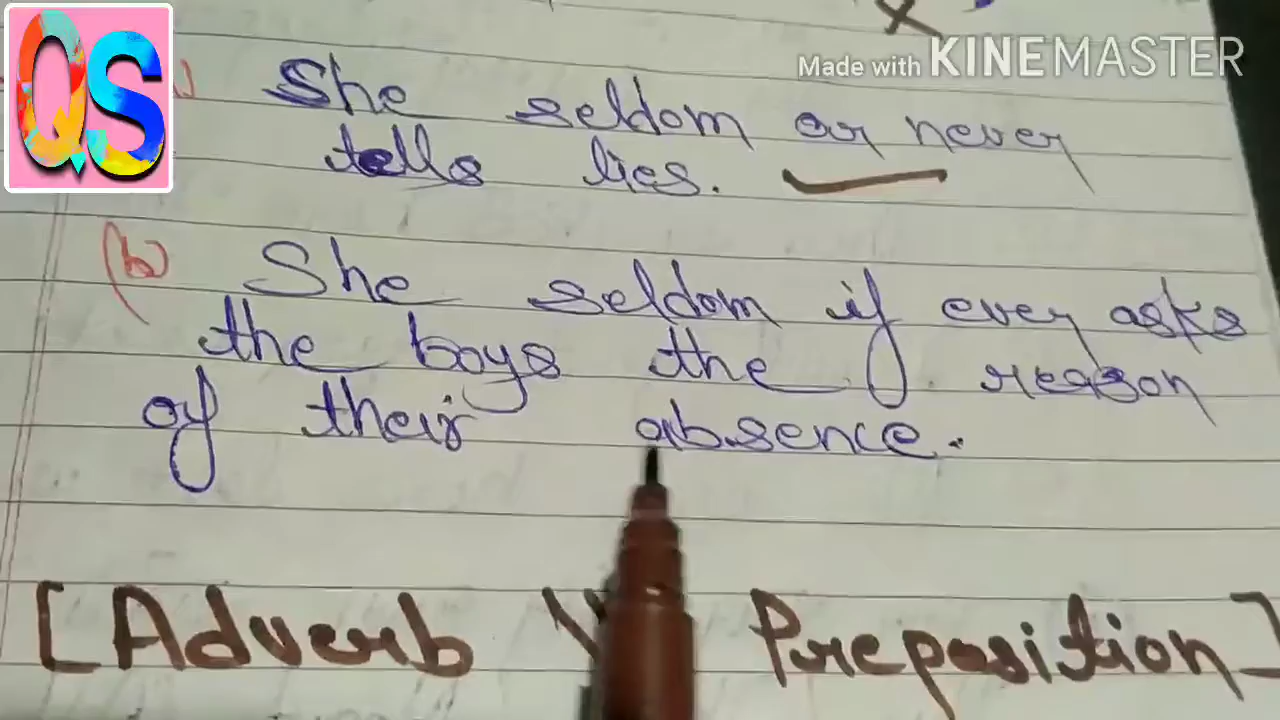 QS
Made with KINEMASTER
She seldom or never
tells lies.
(b) She seldom if ever asks
the boys the reason
of their absence.
[Adverb Preposition]